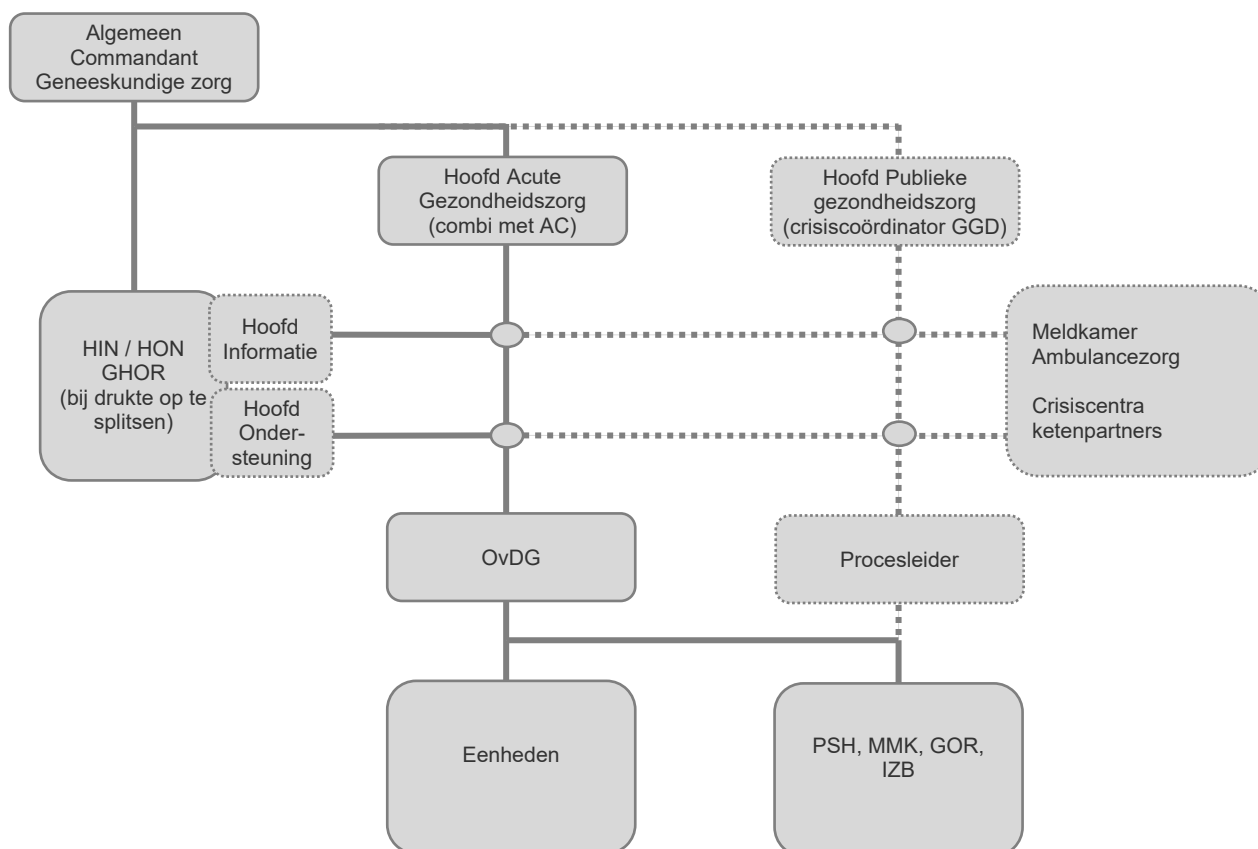 Algemeen
Commandant
Geneeskundige zorg
Hoofd Acute
Gezondheidszorg
(combi met AC)
Hoofd Publieke
gezondheidszorg
(crisiscoördinator GGD)
HIN / HON
GHOR
(bij drukte op te
splitsen)
Hoofd
Informatie
Hoofd
Onder-
steuning
Meldkamer
Ambulancezorg
Crisiscentra
ketenpartners
OvDG
Procesleider
Eenheden
PSH, MMK, GOR,
IZB